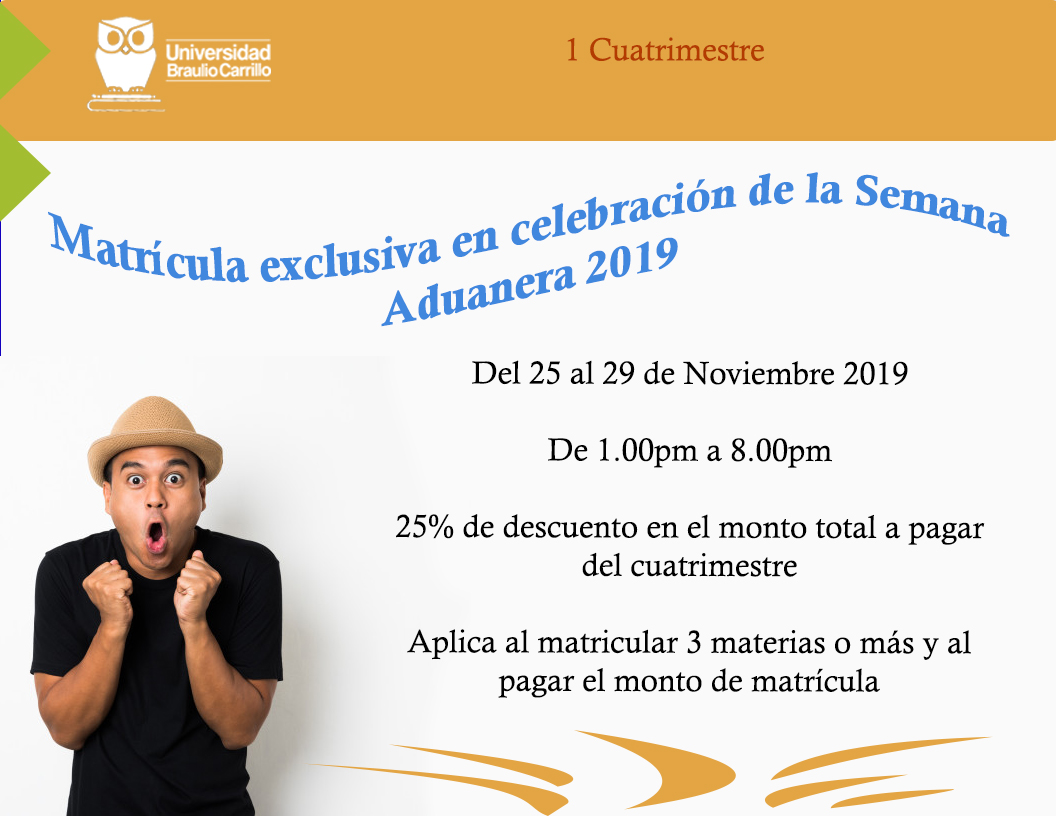 Universidad
Braulio Carrillo
1 Cuatrimestre
Matrícula exclusiva en celebración de la Semana
Aduanera 2019
Del 25 al 29 de Noviembre 2019
De 1.00pm a 8.00pm
25% de descuento en el monto total a pagar
del cuatrimestre
Aplica al matricular 3 materias o más y al
pagar el monto de matrícula